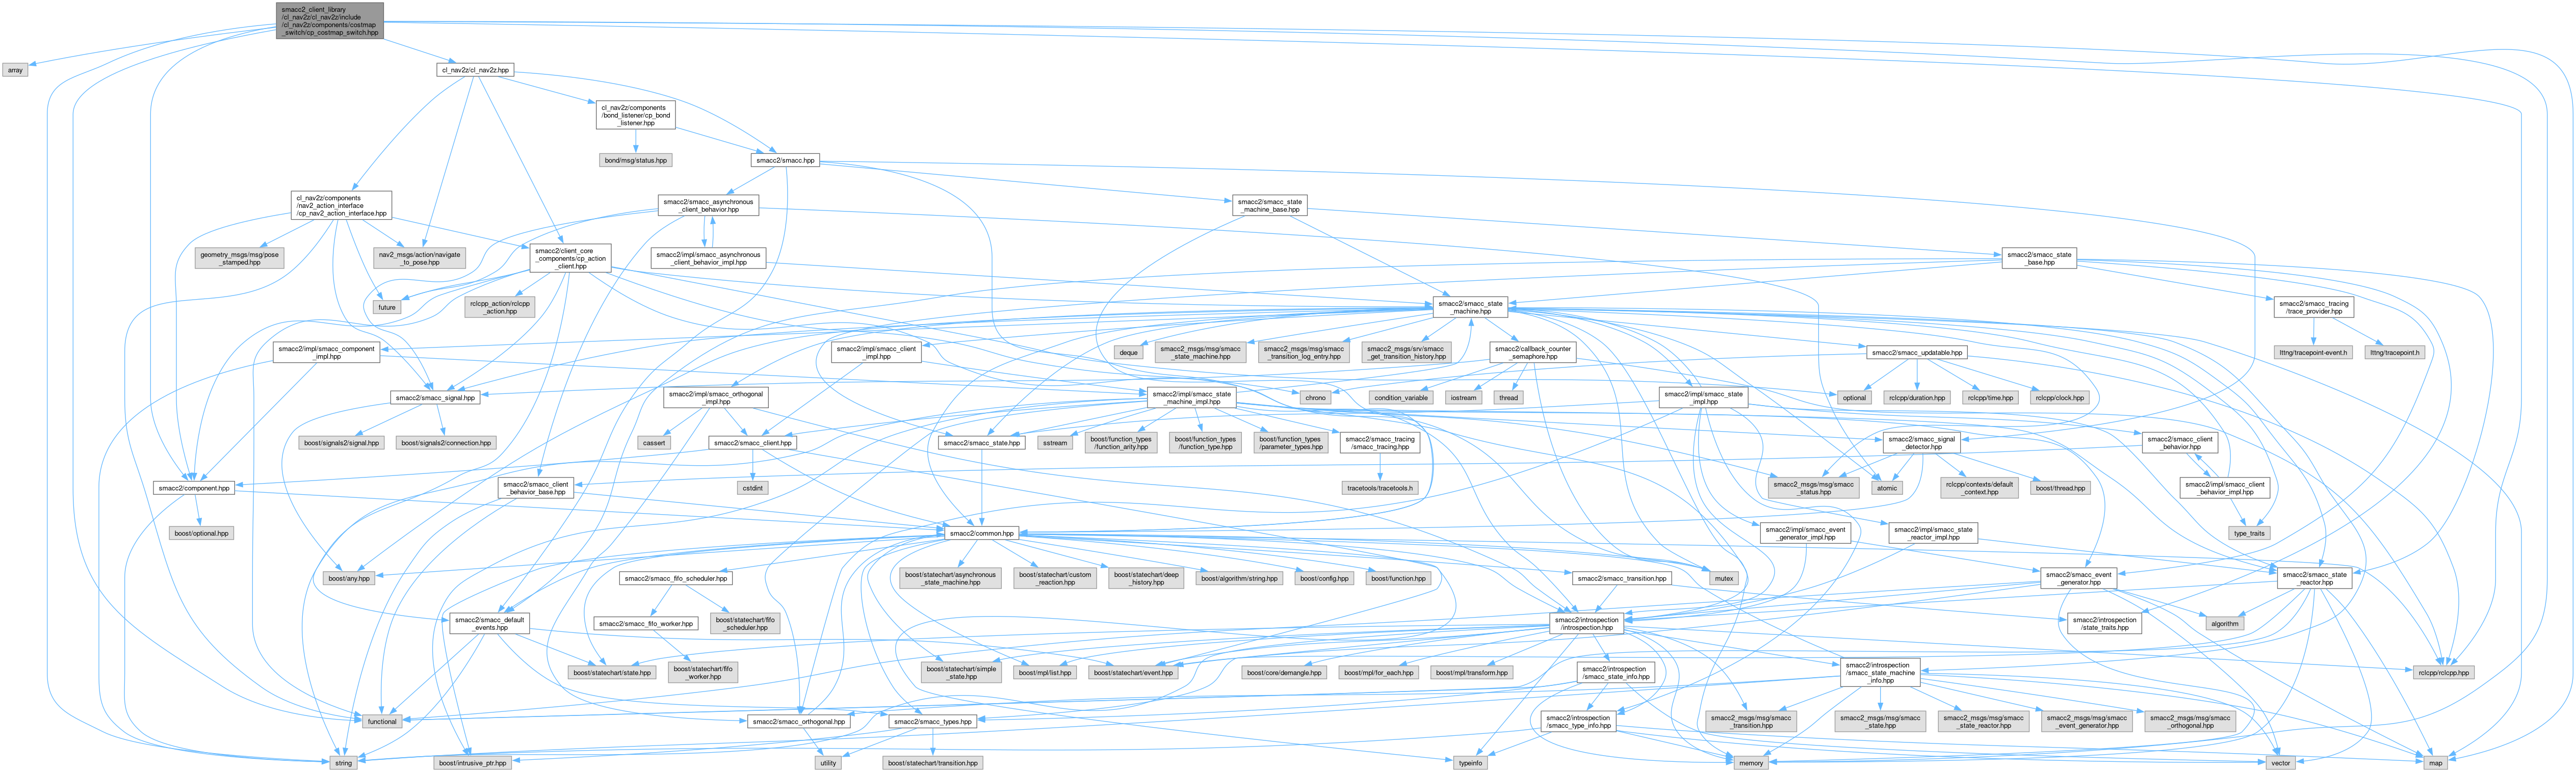 smacc2_client_library
/cl_nav2z/cl_nav2z/include
/cl_nav2z/components/costmap
_switch/cp_costmap_switch.hpp
array
cl_nav2z/cl_nav2z.hpp
cl_nav2z/components
/bond_listener/cp_bond
_listener.hpp
bond/msg/status.hpp
smacc2/smacc.hpp
cl_nav2z/components
/nav2_action_interface
/cp_nav2_action_interface.hpp
smacc2/smacc_asynchronous
_client_behavior.hpp
smacc2/smacc_state
_machine_base.hpp
geometry_msgs/msg/pose
_stamped.hpp
nav2_msgs/action/navigate
_to_pose.hpp
smacc2/client_core
_components/cp_action
_client.hpp
smacc2/impl/smacc_asynchronous
_client_behavior_impl.hpp
smacc2/smacc_state
_base.hpp
future
rclcpp_action/rclcpp
_action.hpp
smacc2/smacc_state
_machine.hpp
smacc2/smacc_tracing
/trace_provider.hpp
smacc2/impl/smacc_component
_impl.hpp
smacc2/impl/smacc_client
_impl.hpp
deque
smacc2_msgs/msg/smacc
_state_machine.hpp
smacc2_msgs/msg/smacc
_transition_log_entry.hpp
smacc2_msgs/srv/smacc
_get_transition_history.hpp
smacc2/callback_counter
_semaphore.hpp
smacc2/smacc_updatable.hpp
lttng/tracepoint-event.h
lttng/tracepoint.h
smacc2/smacc_signal.hpp
smacc2/impl/smacc_orthogonal
_impl.hpp
smacc2/impl/smacc_state
_machine_impl.hpp
chrono
condition_variable
iostream
thread
smacc2/impl/smacc_state
_impl.hpp
optional
rclcpp/duration.hpp
rclcpp/time.hpp
rclcpp/clock.hpp
boost/signals2/signal.hpp
boost/signals2/connection.hpp
cassert
smacc2/smacc_client.hpp
smacc2/smacc_state.hpp
sstream
boost/function_types
/function_arity.hpp
boost/function_types
/function_type.hpp
boost/function_types
/parameter_types.hpp
smacc2/smacc_tracing
/smacc_tracing.hpp
smacc2/smacc_signal
_detector.hpp
smacc2/smacc_client
_behavior.hpp
smacc2/component.hpp
smacc2/smacc_client
_behavior_base.hpp
cstdint
tracetools/tracetools.h
smacc2_msgs/msg/smacc
_status.hpp
atomic
rclcpp/contexts/default
_context.hpp
boost/thread.hpp
smacc2/impl/smacc_client
_behavior_impl.hpp
boost/optional.hpp
smacc2/common.hpp
smacc2/impl/smacc_event
_generator_impl.hpp
smacc2/impl/smacc_state
_reactor_impl.hpp
type_traits
boost/any.hpp
smacc2/smacc_fifo_scheduler.hpp
boost/statechart/asynchronous
_state_machine.hpp
boost/statechart/custom
_reaction.hpp
boost/statechart/deep
_history.hpp
boost/algorithm/string.hpp
boost/config.hpp
boost/function.hpp
smacc2/smacc_transition.hpp
mutex
smacc2/smacc_event
_generator.hpp
smacc2/smacc_state
_reactor.hpp
smacc2/smacc_default
_events.hpp
smacc2/smacc_fifo_worker.hpp
boost/statechart/fifo
_scheduler.hpp
smacc2/introspection
/introspection.hpp
smacc2/introspection
/state_traits.hpp
algorithm
boost/statechart/state.hpp
boost/statechart/fifo
_worker.hpp
boost/statechart/simple
_state.hpp
boost/mpl/list.hpp
boost/statechart/event.hpp
boost/core/demangle.hpp
boost/mpl/for_each.hpp
boost/mpl/transform.hpp
smacc2/introspection
/smacc_state_info.hpp
smacc2/introspection
/smacc_state_machine
_info.hpp
rclcpp/rclcpp.hpp
functional
smacc2/smacc_orthogonal.hpp
smacc2/smacc_types.hpp
smacc2/introspection
/smacc_type_info.hpp
smacc2_msgs/msg/smacc
_transition.hpp
smacc2_msgs/msg/smacc
_state.hpp
smacc2_msgs/msg/smacc
_state_reactor.hpp
smacc2_msgs/msg/smacc
_event_generator.hpp
smacc2_msgs/msg/smacc
_orthogonal.hpp
string
boost/intrusive_ptr.hpp
utility
boost/statechart/transition.hpp
typeinfo
memory
vector
map